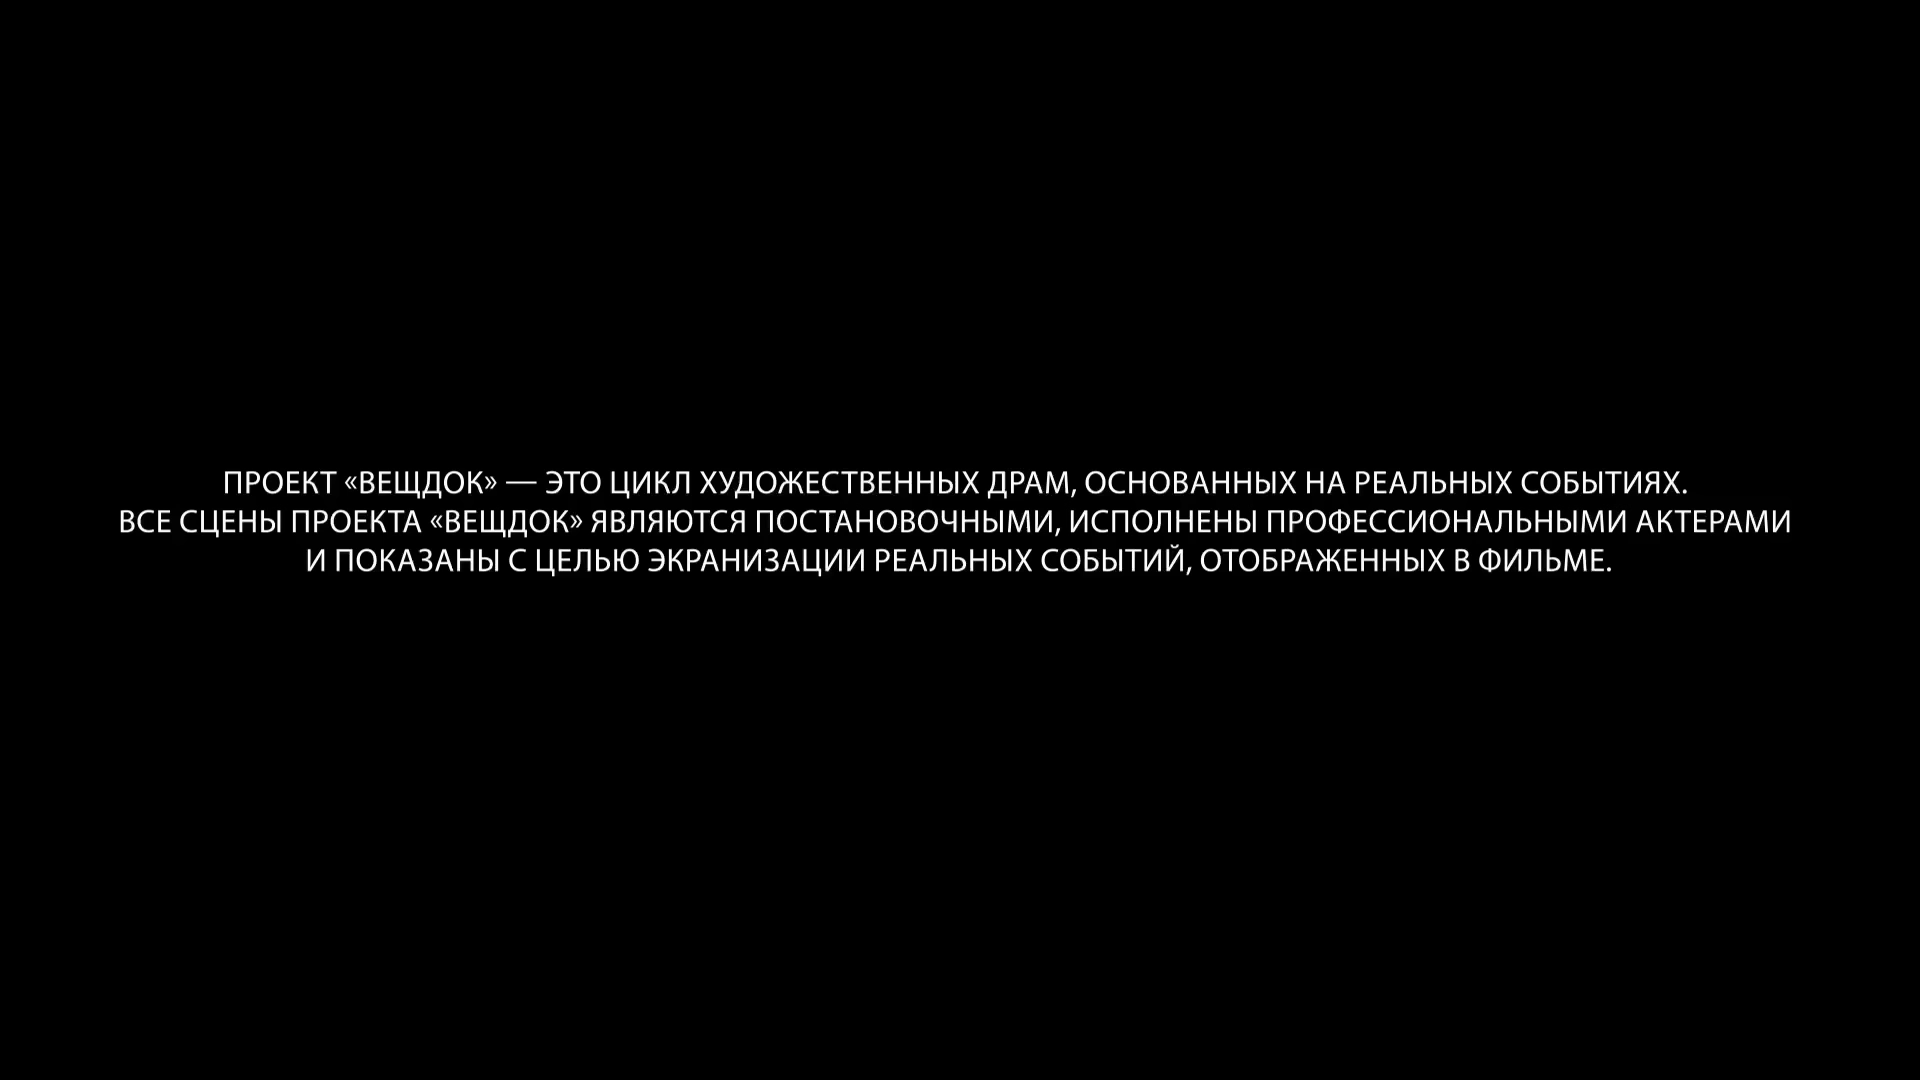 ПРОЕКТ «ВЕЩДОК» — ЭТО ЦИКЛ ХУДОЖЕСТВЕННЫХ ДРАМ, ОСНОВАННЫХ НА РЕАЛЬНЫХ СОБЫТИЯХ.
ВСЕ СЦЕНЫ ПРОЕКТА «ВЕЩДОК» ЯВЛЯЮТСЯ ПОСТАНОВОЧНЫМИ, ИСПОЛНЕНЫ ПРОФЕССИОНАЛЬНЫМИ АКТЕРАМИ
И ПОКАЗАНЫ С ЦЕЛЬЮ ЭКРАНИЗАЦИИ РЕАЛЬНЫХ СОБЫТИЙ, ОТОБРАЖЕННЫХ В ФИЛЬМЕ.